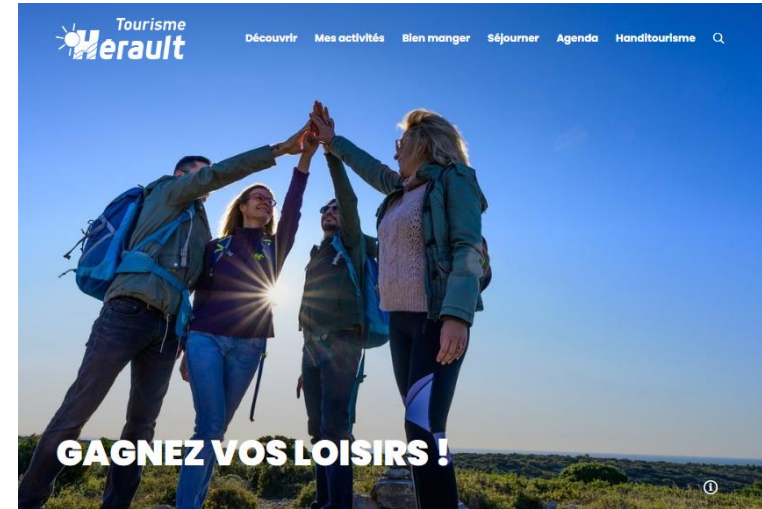 Tourisme
Herault
Découvrir Mes activités Bien manger Séjourner Agenda Handitourisme
GAGNEZ VOS LOISIRS !